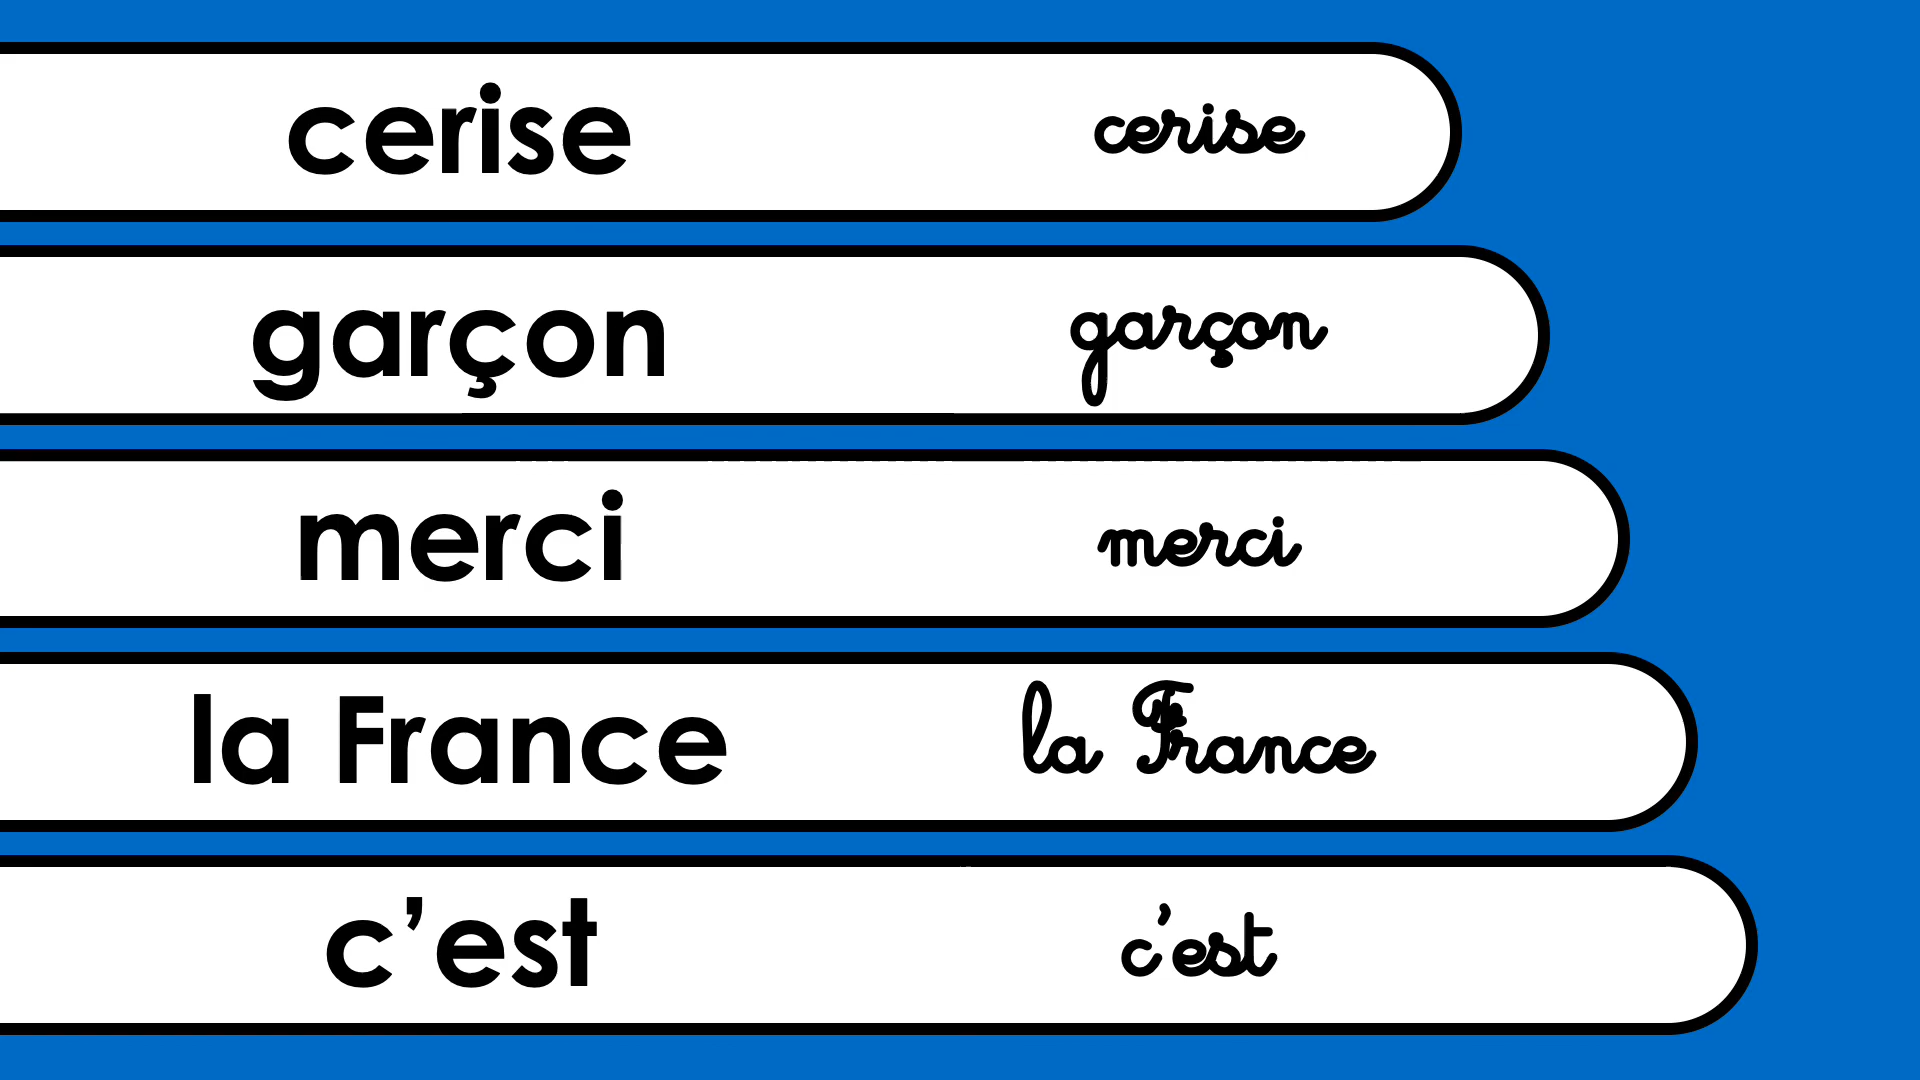 cerise cerise
garçon garçon
merci merci
la France la France
c’est c’est